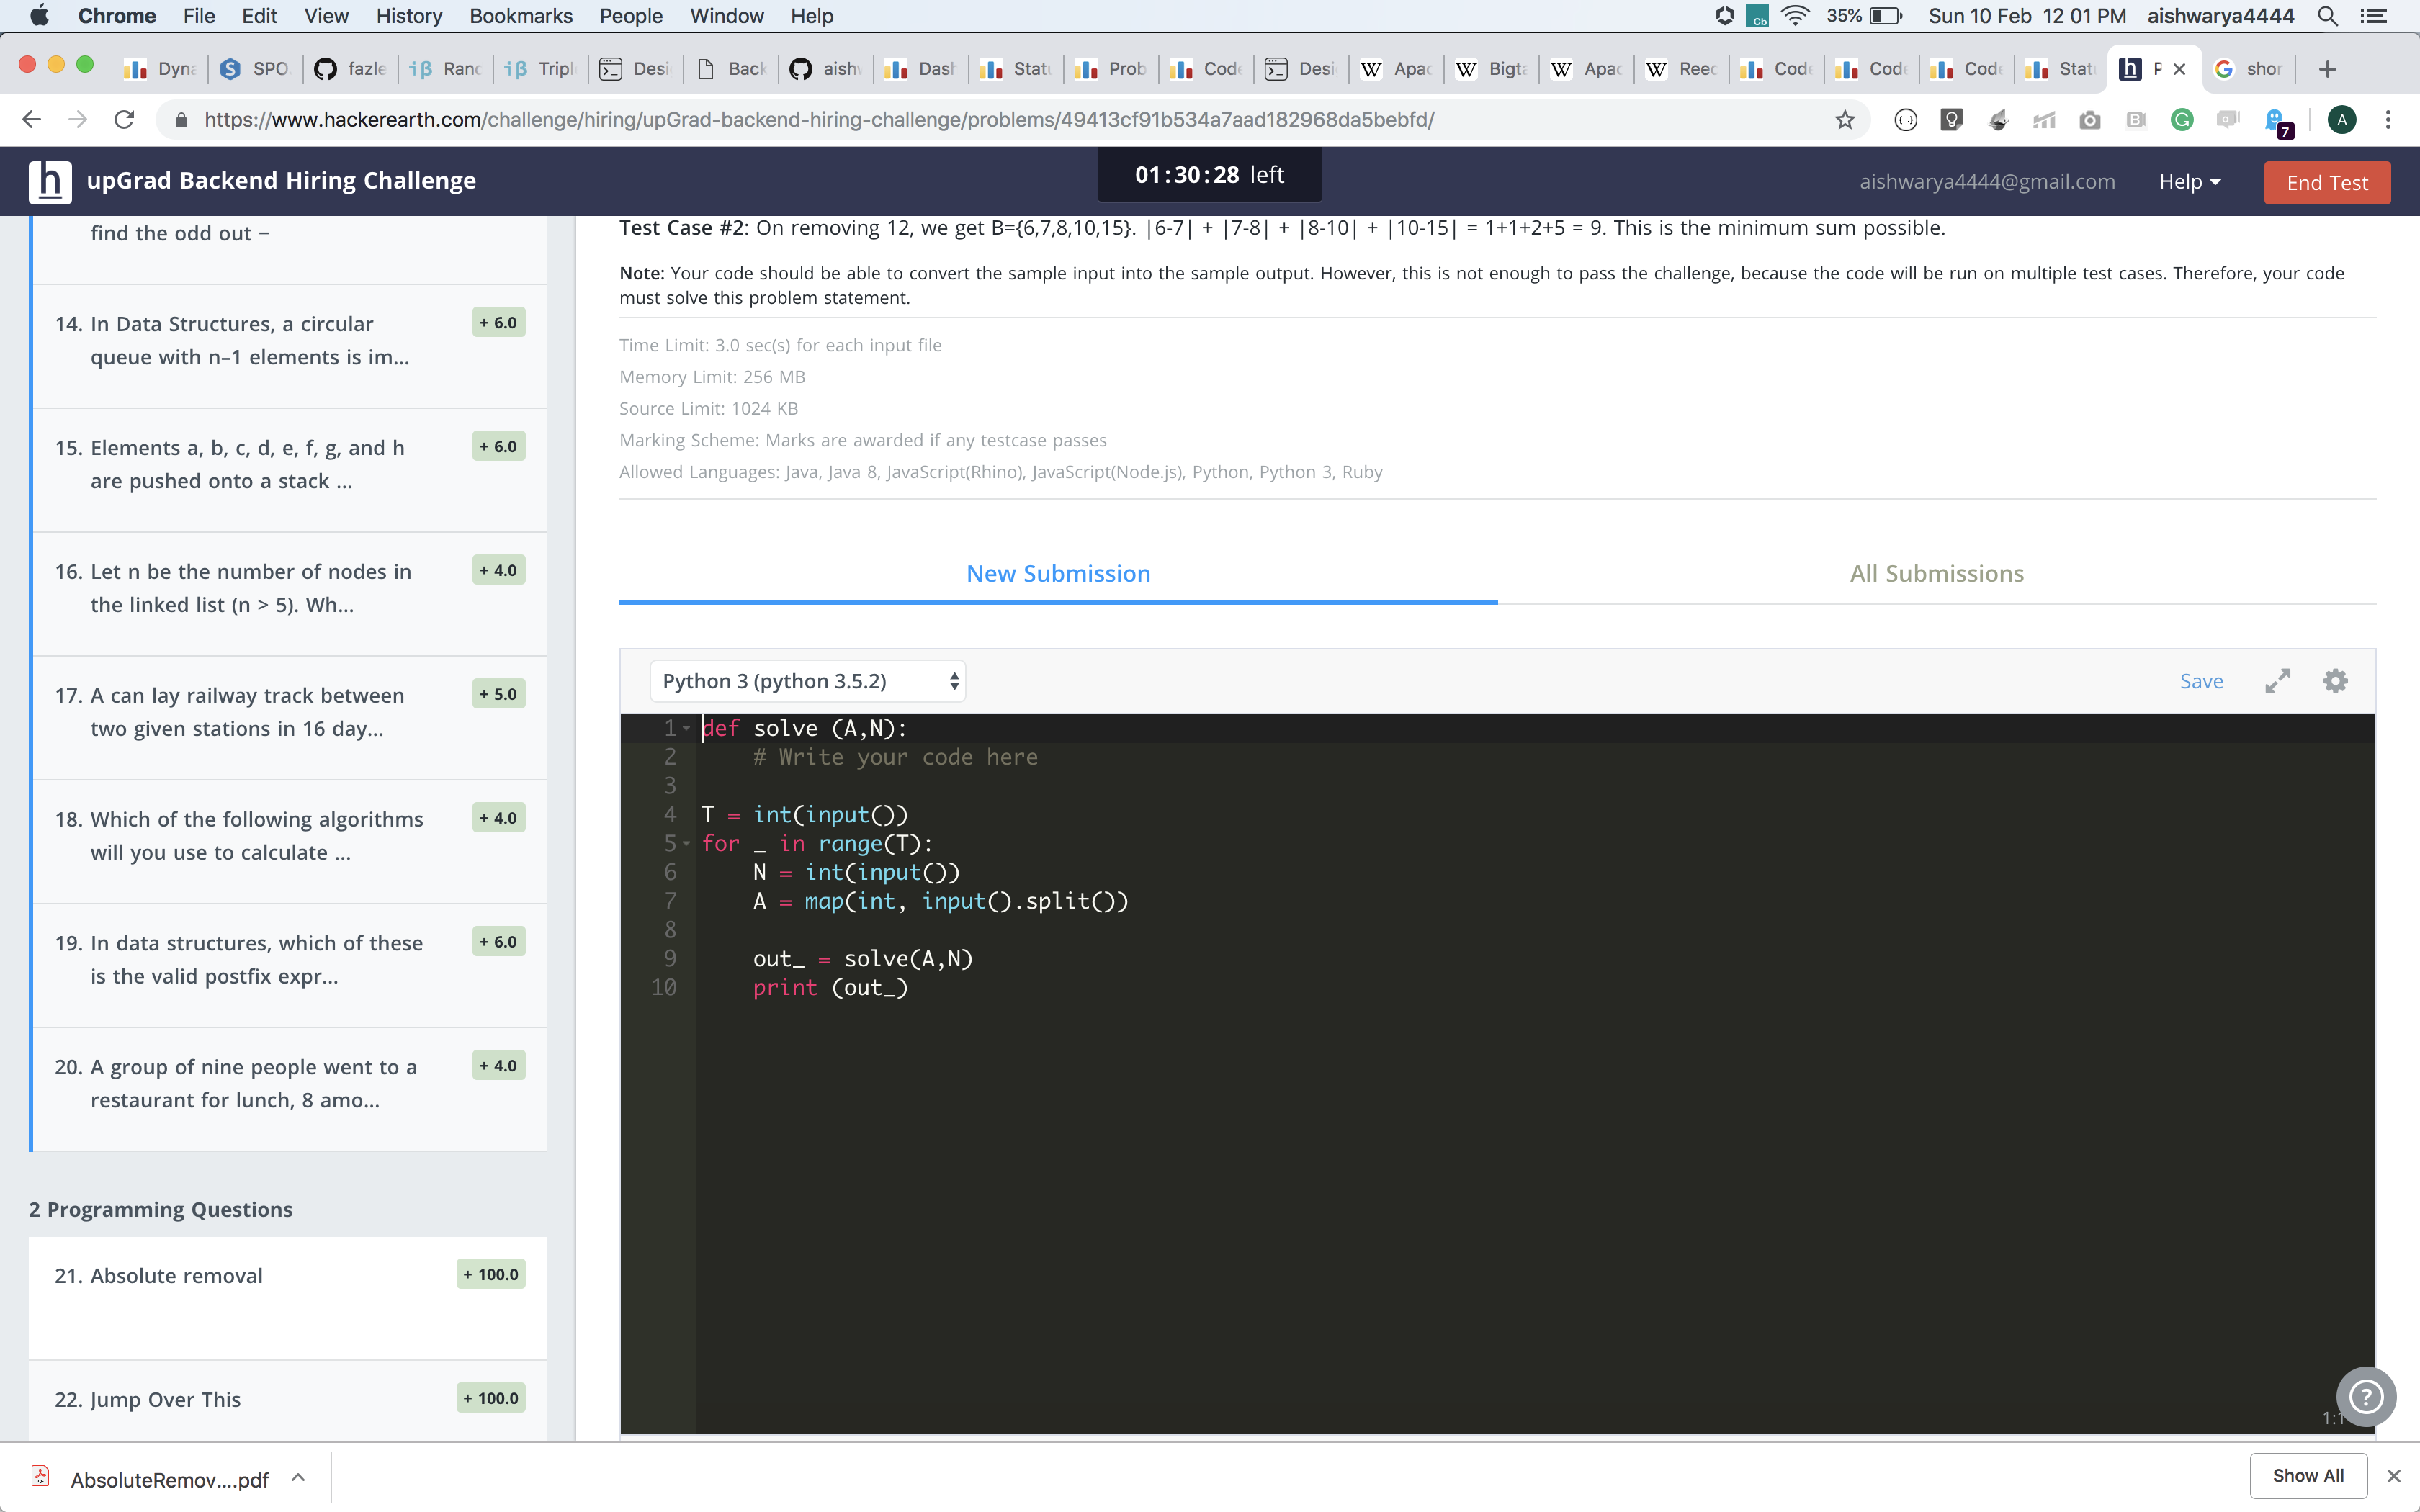 Chrome File Edit View History Bookmarks People Window Help
Cb 35% Sun 10 Feb 12 01 PM aishwarya4444
Dyna SPO fazle Rand Triple Desi Back aishw Dash Statu Prob Code Desi Apac Bigta Apac Reed Code Code Code Statu P shor
https://www.hackerearth.com/challenge/hiring/upGrad-backend-hiring-challenge/problems/49413cf91b534a7aad182968da5bebfd/
7 A
h upGrad Backend Hiring Challenge
01:30:28 left
aishwarya4444@gmail.com Help End Test
find the odd out –
14. In Data Structures, a circular + 6.0
queue with n–1 elements is im...
15. Elements a, b, c, d, e, f, g, and h + 6.0
are pushed onto a stack ...
16. Let n be the number of nodes in + 4.0
the linked list (n > 5). Wh...
17. A can lay railway track between + 5.0
two given stations in 16 day...
18. Which of the following algorithms + 4.0
will you use to calculate ...
19. In data structures, which of these + 6.0
is the valid postfix expr...
20. A group of nine people went to a + 4.0
restaurant for lunch, 8 amo...
2 Programming Questions
21. Absolute removal + 100.0
22. Jump Over This + 100.0
Test Case #2: On removing 12, we get B={6,7,8,10,15}. |6-7| + |7-8| + |8-10| + |10-15| = 1+1+2+5 = 9. This is the minimum sum possible.
Note: Your code should be able to convert the sample input into the sample output. However, this is not enough to pass the challenge, because the code will be run on multiple test cases. Therefore, your code
must solve this problem statement.
Time Limit: 3.0 sec(s) for each input file
Memory Limit: 256 MB
Source Limit: 1024 KB
Marking Scheme: Marks are awarded if any testcase passes
Allowed Languages: Java, Java 8, JavaScript(Rhino), JavaScript(Node.js), Python, Python 3, Ruby
New Submission All Submissions
Python 3 (python 3.5.2) Save
1 def solve (A,N):
2 # Write your code here
3
4 T = int(input())
5 for _ in range(T):
6 N = int(input())
7 A = map(int, input().split())
8
9 out_ = solve(A,N)
10 print (out_)
?
AbsoluteRemov....pdf Show All